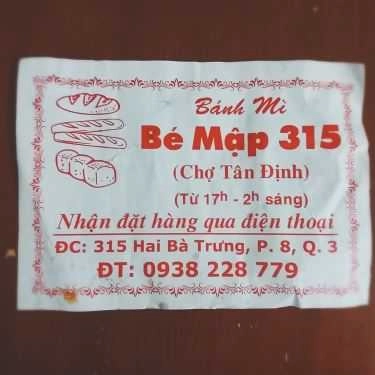 Bánh Mì
Bé Mập 315
(Chợ Tân Định)
(Từ 17h - 2h sáng)
Nhận đặt hàng qua điện thoại
ĐC: 315 Hai Bà Trưng, P. 8, Q. 3
ĐT: 0938 228 779